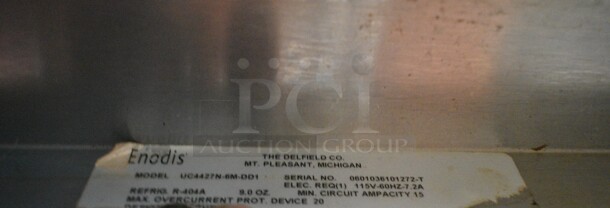 PCI
AUCTION GROUP
Enodis
THE DELFIELD CO.
MT. PLEASANT, MICHIGAN
MODEL UC4427N-6M-DD1 SERIAL NO. 0601036101272-T
ELEC. REQ(1) 115V-60HZ-7.2A
REFRIG. R-404A 9.0 OZ. MIN. CIRCUIT AMPACITY 15
MAX. OVERCURRENT PROT. DEVICE 20